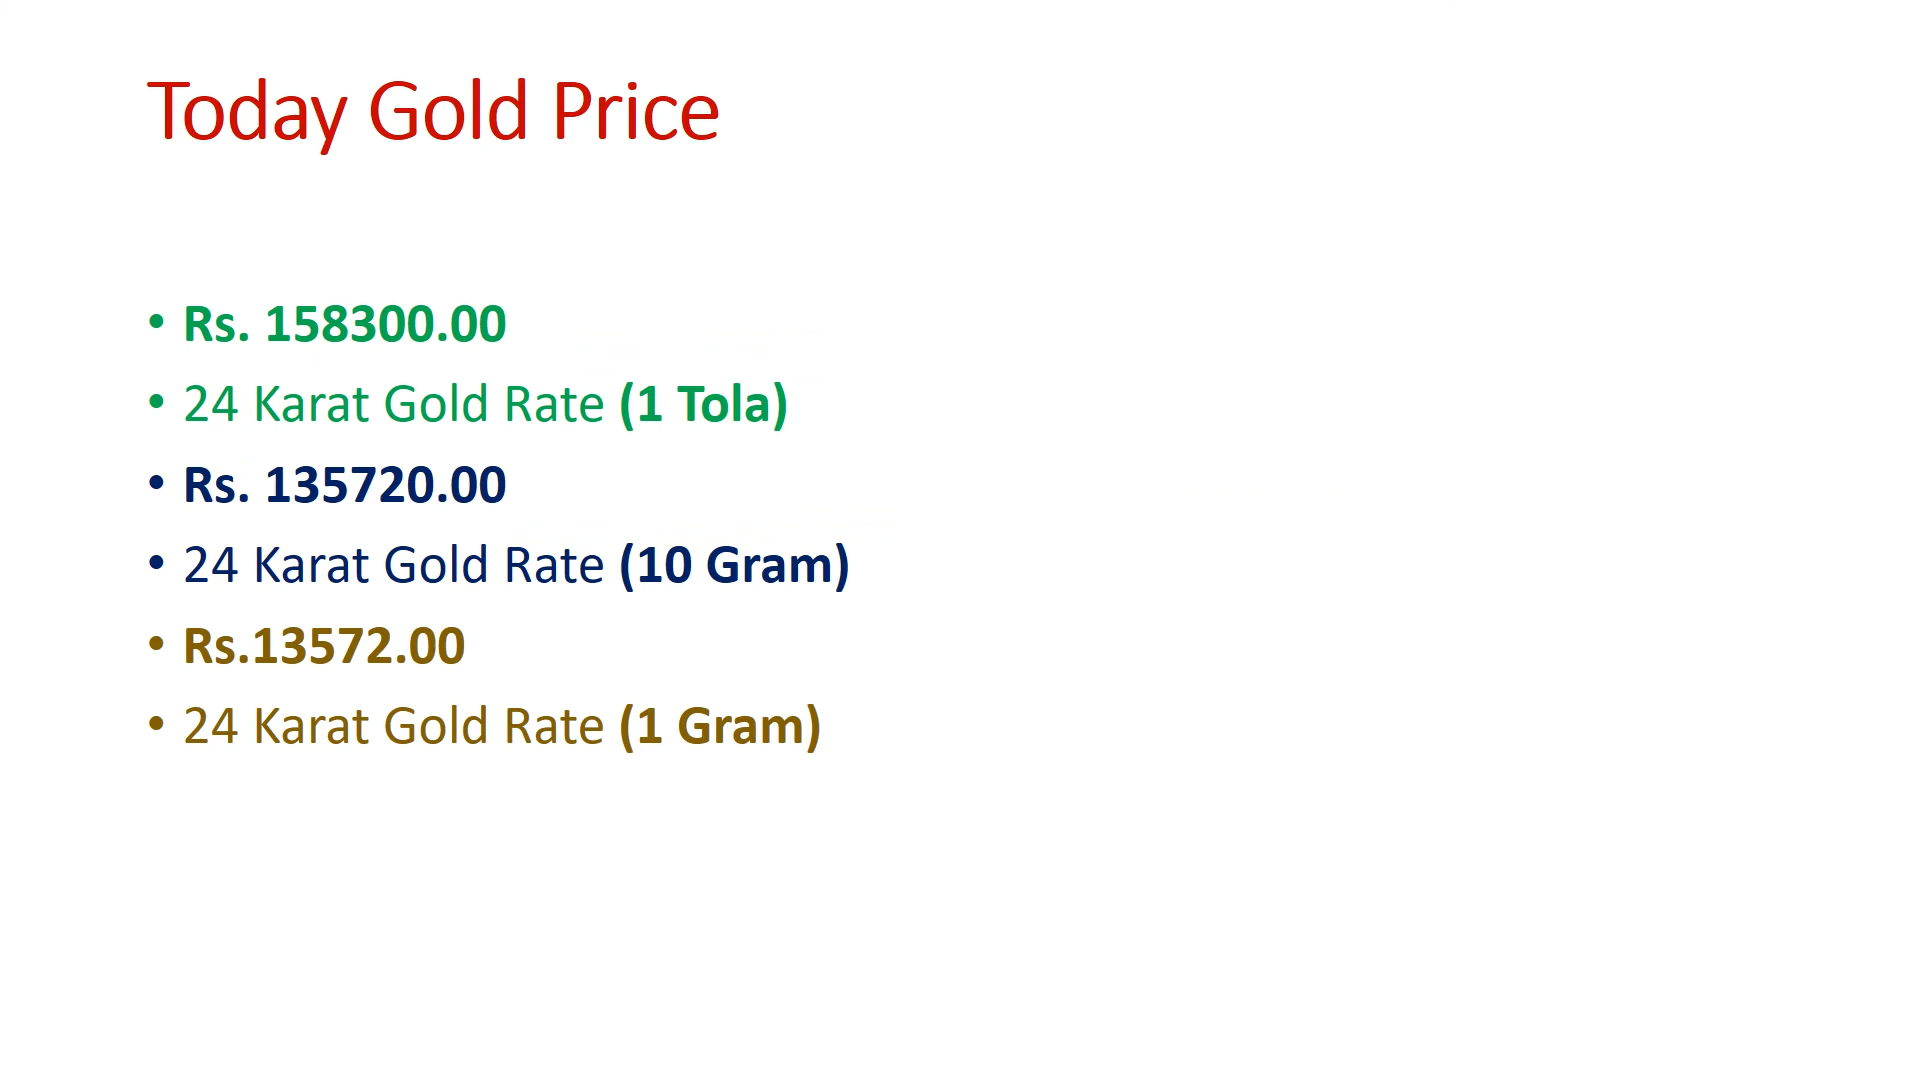 Today Gold Price
• Rs. 158300.00
• 24 Karat Gold Rate (1 Tola)
• Rs. 135720.00
• 24 Karat Gold Rate (10 Gram)
• Rs.13572.00
• 24 Karat Gold Rate (1 Gram)